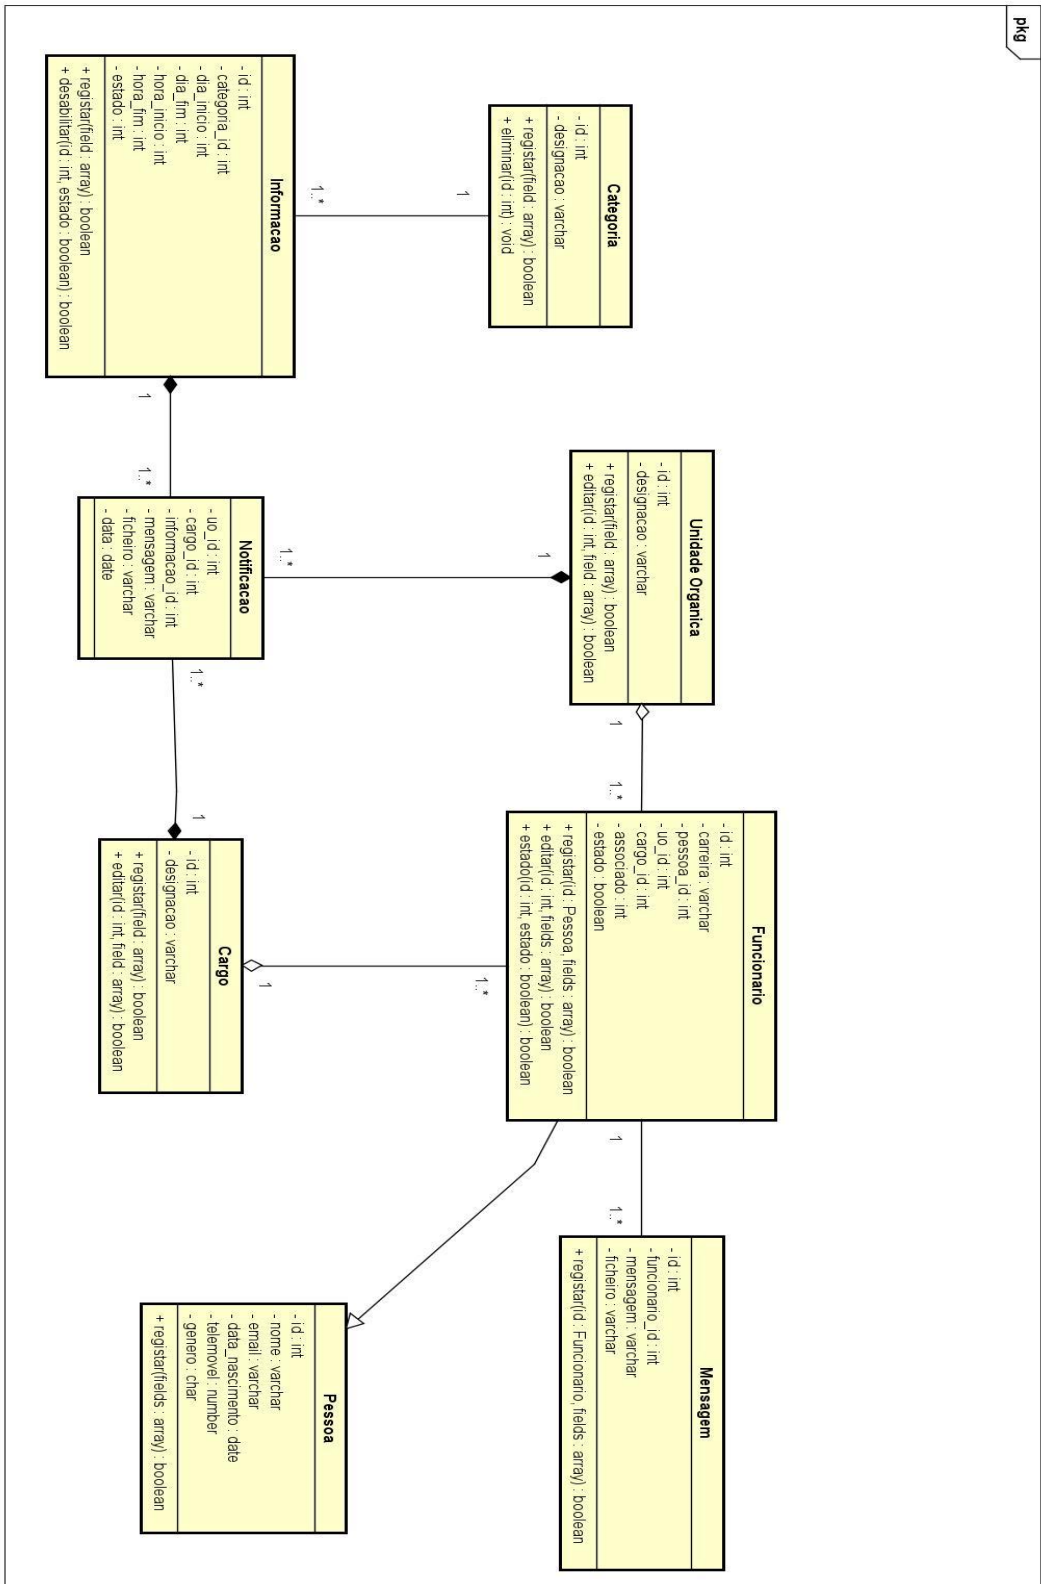 pkg
Categoria
- id : int
- designacao : varchar
+ registar(field : array) : boolean
+ eliminar(id : int) : void
1
1..*
Informacao
- id : int
- categoria_id : int
- dia_inicio : int
- dia_fim : int
- hora_inicio : int
- hora_fim : int
- estado : int
+ registar(field : array) : boolean
+ desabilitar(id : int, estado : boolean) : boolean
1
1..*
Unidade Organica
- id : int
- designacao : varchar
+ registar(field : array) : boolean
+ editar(id : int, field : array) : boolean
1
1..*
1
1..*
Notificacao
- uo_id : int
- cargo_id : int
- informacao_id : int
- mensagem : varchar
- ficheiro : varchar
- data : date
1..*
1
Funcionario
- id : int
- carreira : varchar
- pessoa_id : int
- uo_id : int
- cargo_id : int
- associado : int
- estado : boolean
+ registar(id : Pessoa, fields : array) : boolean
+ editar(id : int, fields : array) : boolean
+ estado(id : int, estado : boolean) : boolean
1..*
1
Cargo
- id : int
- designacao : varchar
+ registar(field : array) : boolean
+ editar(id : int, field : array) : boolean
1
1..*
Mensagem
- id : int
- funcionario_id : int
- mensagem : varchar
- ficheiro : varchar
+ registar(id : Funcionario, fields : array) : boolean
Pessoa
- id : int
- nome : varchar
- email : varchar
- data_nascimento : date
- telemovel : number
- genero : char
+ registar(fields : array) : boolean